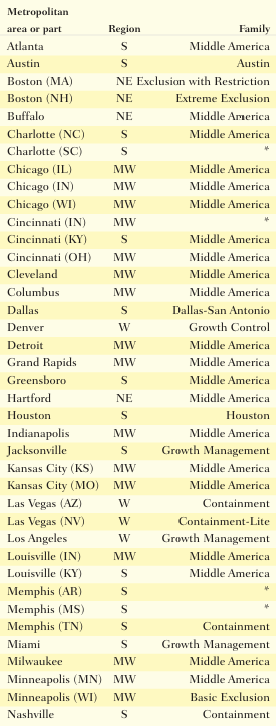 Metropolitan
area or part Region Family
Atlanta S Middle America
Austin S Austin
Boston (MA) NE Exclusion with Restriction
Boston (NH) NE Extreme Exclusion
Buffalo NE Middle America
Charlotte (NC) S Middle America
Charlotte (SC) S *
Chicago (IL) MW Middle America
Chicago (IN) MW Middle America
Chicago (WI) MW Middle America
Cincinnati (IN) MW *
Cincinnati (KY) S Middle America
Cincinnati (OH) MW Middle America
Cleveland MW Middle America
Columbus MW Middle America
Dallas S Dallas-San Antonio
Denver W Growth Control
Detroit MW Middle America
Grand Rapids MW Middle America
Greensboro S Middle America
Hartford NE Middle America
Houston S Houston
Indianapolis MW Middle America
Jacksonville S Growth Management
Kansas City (KS) MW Middle America
Kansas City (MO) MW Middle America
Las Vegas (AZ) W Containment
Las Vegas (NV) W Containment-Lite
Los Angeles W Growth Management
Louisville (IN) MW Middle America
Louisville (KY) S Middle America
Memphis (AR) S *
Memphis (MS) S *
Memphis (TN) S Containment
Miami S Growth Management
Milwaukee MW Middle America
Minneapolis (MN) MW Middle America
Minneapolis (WI) MW Basic Exclusion
Nashville S Containment